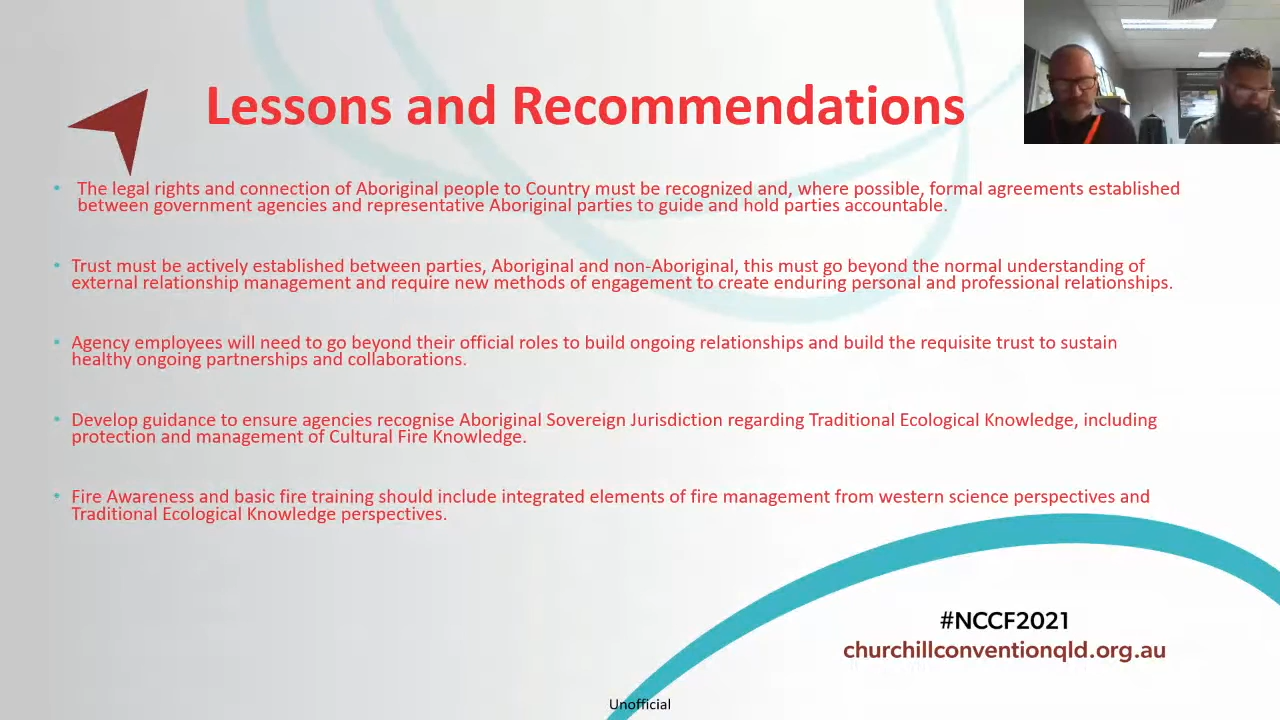 Lessons and Recommendations
• The legal rights and connection of Aboriginal people to Country must be recognized and, where possible, formal agreements established
between government agencies and representative Aboriginal parties to guide and hold parties accountable.
• Trust must be actively established between parties, Aboriginal and non-Aboriginal, this must go beyond the normal understanding of
external relationship management and require new methods of engagement to create enduring personal and professional relationships.
• Agency employees will need to go beyond their official roles to build ongoing relationships and build the requisite trust to sustain
healthy ongoing partnerships and collaborations.
• Develop guidance to ensure agencies recognise Aboriginal Sovereign Jurisdiction regarding Traditional Ecological Knowledge, including
protection and management of Cultural Fire Knowledge.
• Fire Awareness and basic fire training should include integrated elements of fire management from western science perspectives and
Traditional Ecological Knowledge perspectives.
#NCCF2021
churchillconventionqld.org.au
Unofficial